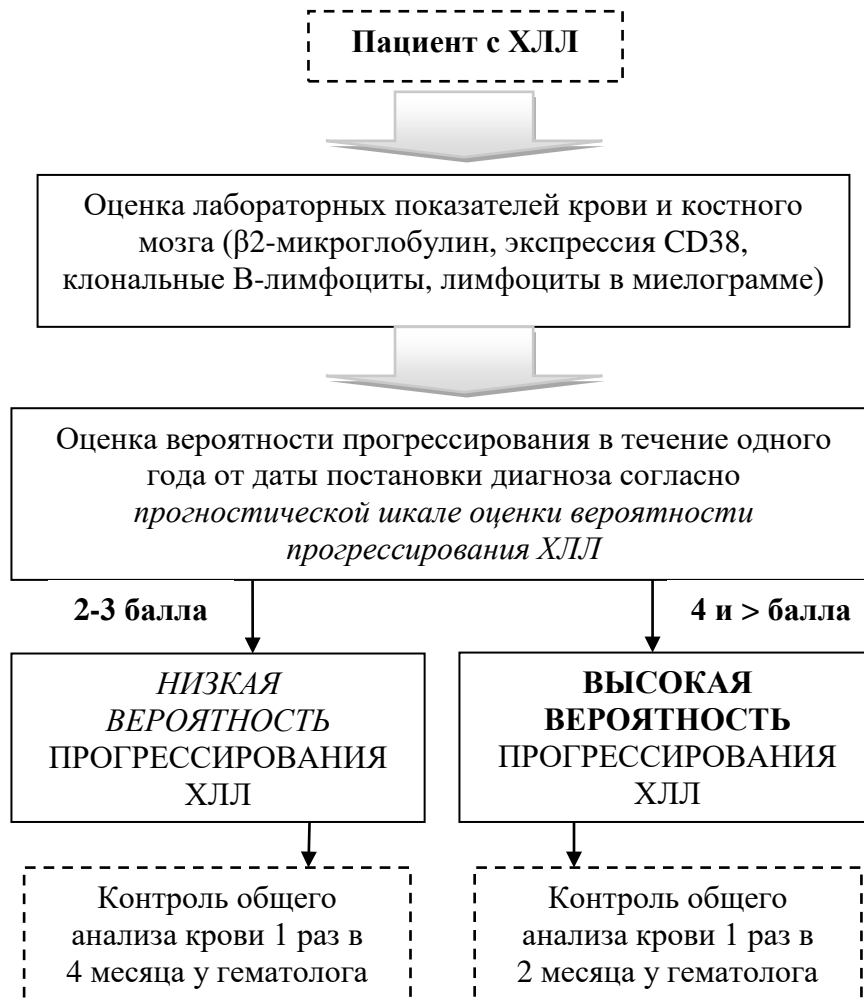 Пациент с ХЛЛ
Оценка лабораторных показателей крови и костного
мозга (β2-микроглобулин, экспрессия CD38,
клональные В-лимфоциты, лимфоциты в миелограмме)
Оценка вероятности прогрессирования в течение одного
года от даты постановки диагноза согласно
прогностической шкале оценки вероятности
прогрессирования ХЛЛ
2-3 балла
4 и > балла
НИЗКАЯ
ВЕРОЯТНОСТЬ
ПРОГРЕССИРОВАНИЯ
ХЛЛ
ВЫСОКАЯ
ВЕРОЯТНОСТЬ
ПРОГРЕССИРОВАНИЯ
ХЛЛ
Контроль общего
анализа крови 1 раз в
4 месяца у гематолога
Контроль общего
анализа крови 1 раз в
2 месяца у гематолога